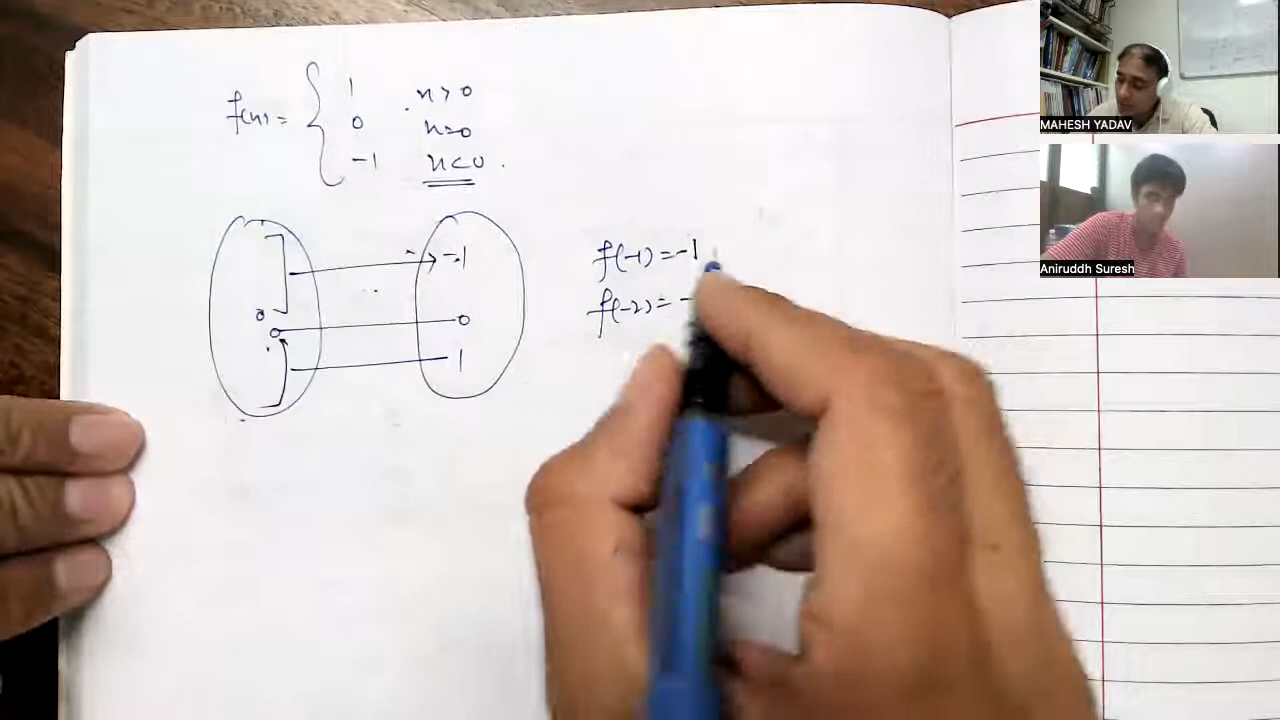 f(x) = { 1 x > 0
0 x=0
-1 x < 0 .
-1
0 0
1
f(-1) = -1
f(-2) = -
MAHESH YADAV
Aniruddh Suresh